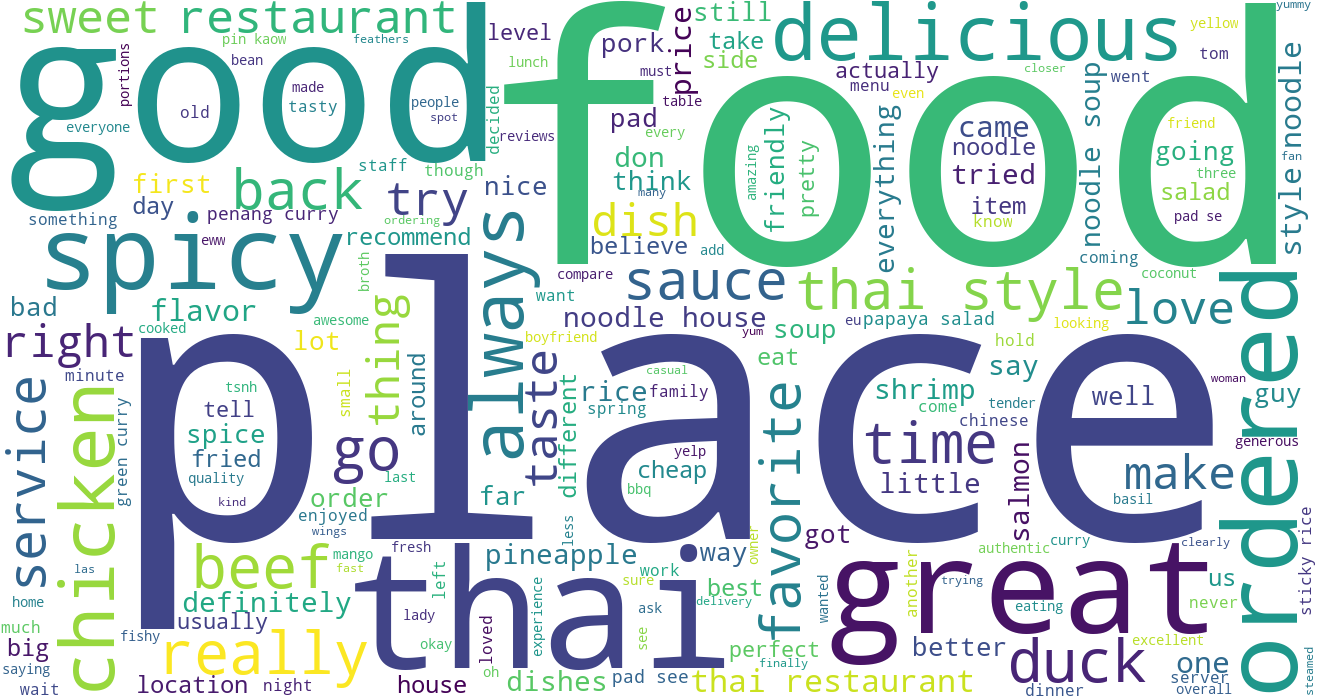 sweet restaurant
good
food
delicious
yummy
yellow
tom
pin kaow
feathers
bean
portions
level
lunch
pork
price
still
take
side
must
table
actually
menu
closer
went
even
made
tasty
old
people
spot
everyone
decided
reviews
pad
every
don
think
many
friendly
amazing
pretty
everything
came
noodle
tried
item
know
noodle soup
friend
going
three
salad
pad se
fan
noodle
style
staff
though
first
day
back
try
nice
ordering
something
penang curry
eww
spicy
recommend
dish
believe
add
compare
coming
coconut
broth
always
want
sauce
thai style
love
bad
flavor
cooked
awesome
noodle house
yum
soup
eu
papaya salad
looking
hold
right
lot
thing
boyfriend
eat
say
minute
small
around
taste
different
rice
spring
casual
family
favorite
shrimp
come
tender
chinese
well
woman
guy
ordered
service
chicken
green curry
place
tsnh
tell
spice
fried
quality
kind
go
last
yelp
cheap
bbq
time
little
salmon
make
basil
generous
order
enjoyed
wings
far
less
got
owner
authentic
curry
clearly
sticky rice
las
beef
mango
fast
fresh
thai
pineapple
way
work
sure
best
delivery
wanted
great
another
trying
eating
us
never
home
definitely
usually
lady
left
experience
ask
see
much
fishy
big
saying
wait
really
okay
loved
oh
perfect
finally
better
excellent
duck
one
server
overall
steamed
location
night
house
dishes
pad see
thai restaurant
dinner